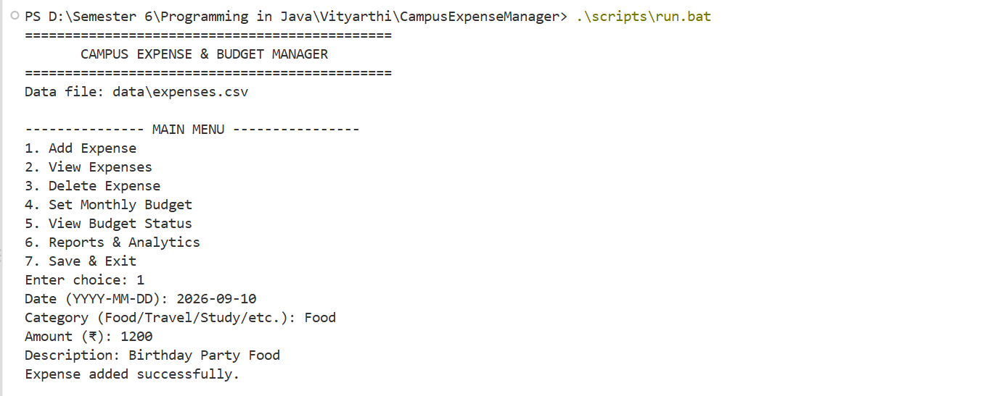 PS D:\Semester 6\Programming in Java\Vityarthi\CampusExpenseManager> .\scripts\run.bat
==============================================
CAMPUS EXPENSE & BUDGET MANAGER
==============================================
Data file: data\expenses.csv
--------------- MAIN MENU ----------------
1. Add Expense
2. View Expenses
3. Delete Expense
4. Set Monthly Budget
5. View Budget Status
6. Reports & Analytics
7. Save & Exit
Enter choice: 1
Date (YYYY-MM-DD): 2026-09-10
Category (Food/Travel/Study/etc.): Food
Amount (₹): 1200
Description: Birthday Party Food
Expense added successfully.